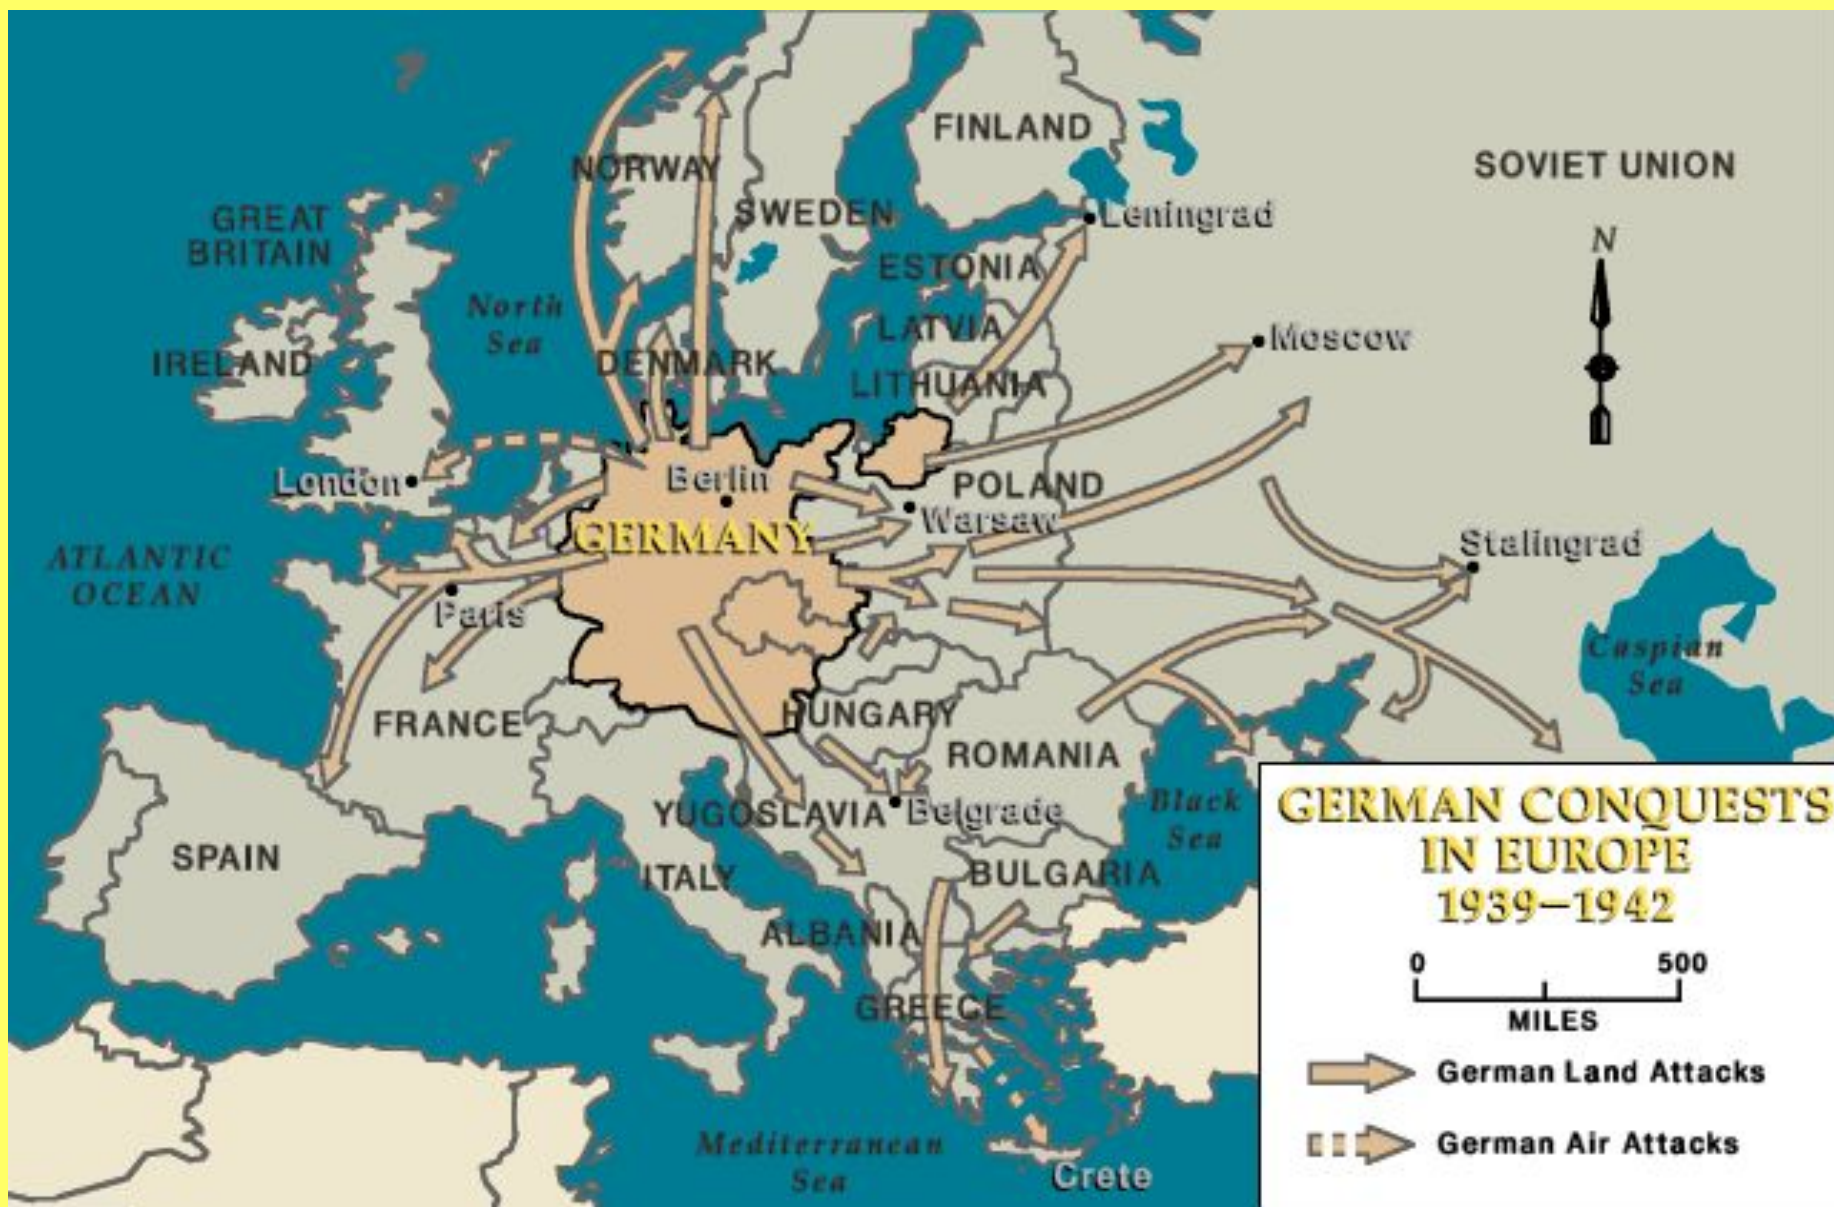 FINLAND
SOVIET UNION
NORWAY
GREAT
BRITAIN
SWEDEN
Leningrad
N
ESTONIA
North
Sea
LATVIA
Moscow
IRELAND
DENMARK
LITHUANIA
London
Berlin
POLAND
Warsaw
GERMANY
Stalingrad
ATLANTIC
OCEAN
Paris
Caspian
Sea
FRANCE
HUNGARY
ROMANIA
YUGOSLAVIA
Belgrade
Black
Sea
SPAIN
ITALY
BULGARIA
ALBANIA
GREECE
Mediterranean
Sea
Crete
GERMAN CONQUESTS
IN EUROPE
1939–1942
0 500
MILES
German Land Attacks
German Air Attacks